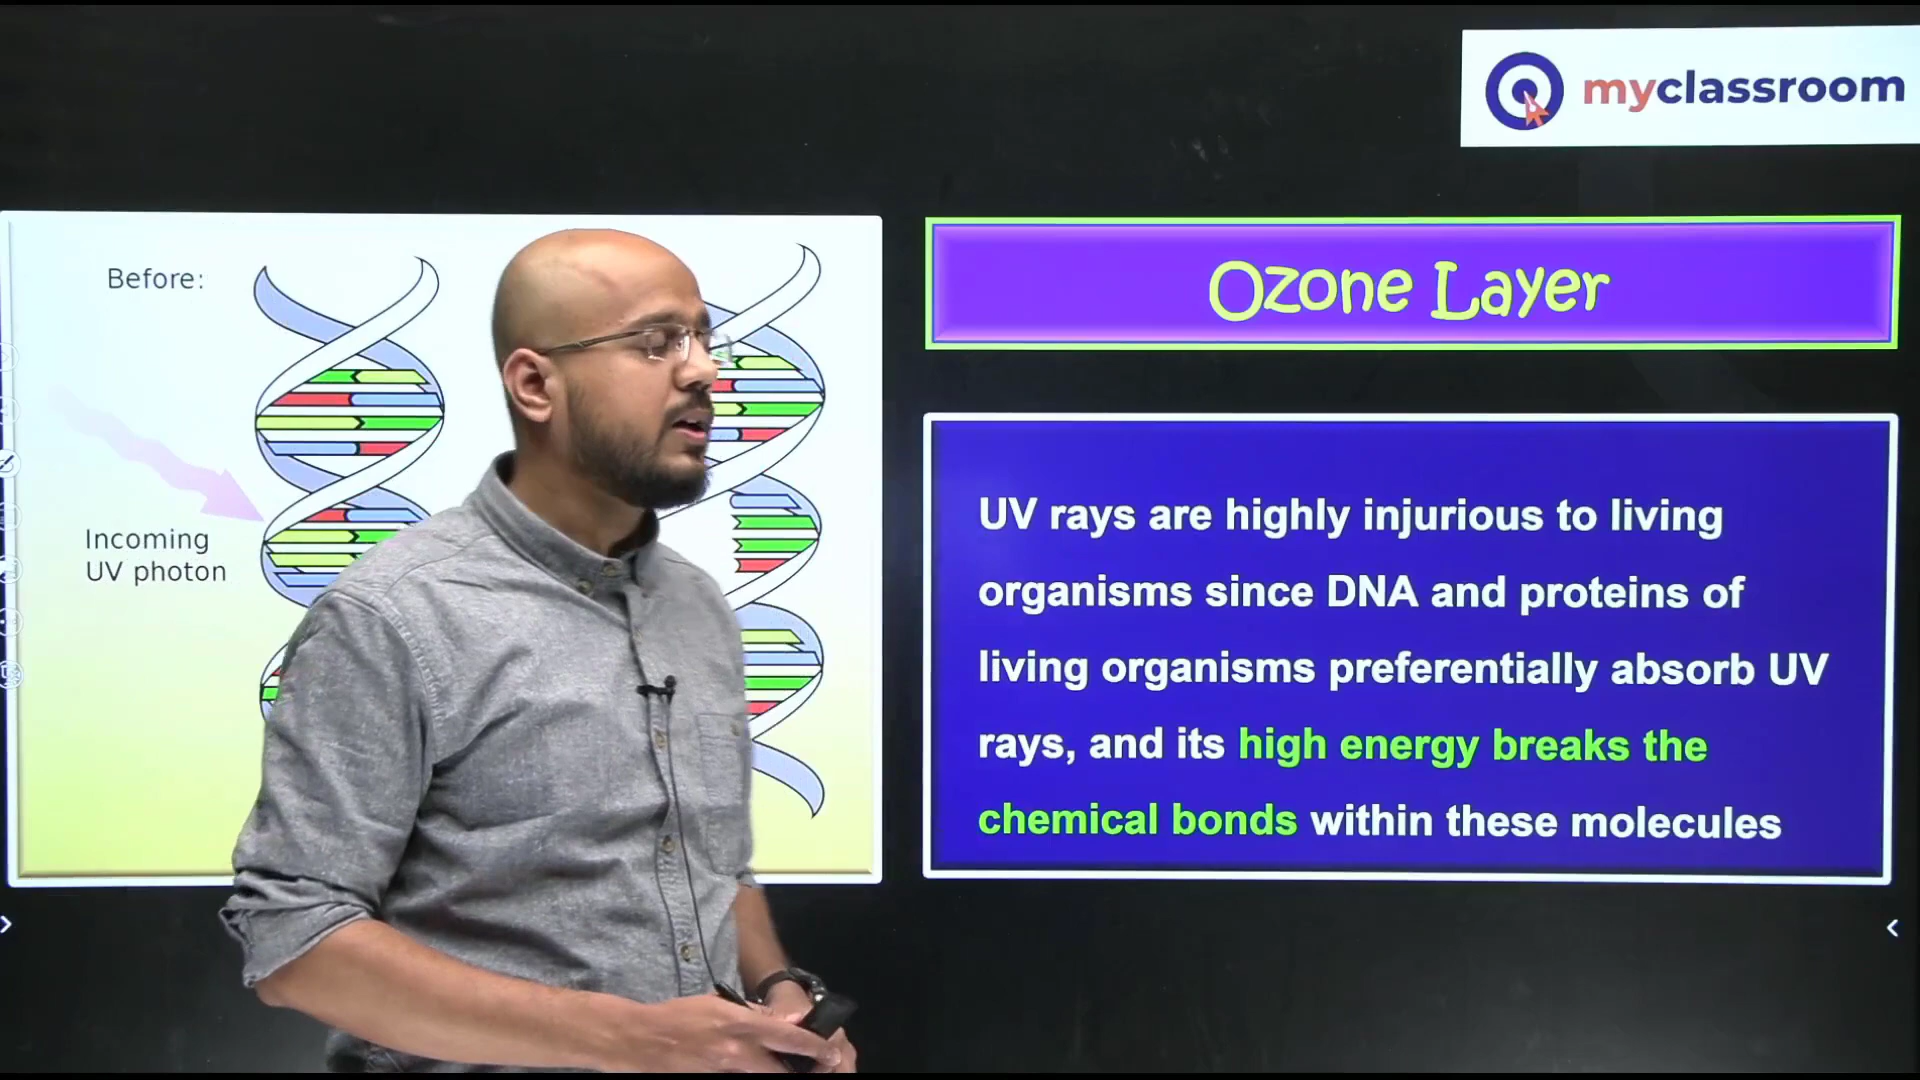 myclassroom
Before:
Incoming
UV photon
Ozone Layer
UV rays are highly injurious to living
organisms since DNA and proteins of
living organisms preferentially absorb UV
rays, and its high energy breaks the
chemical bonds within these molecules